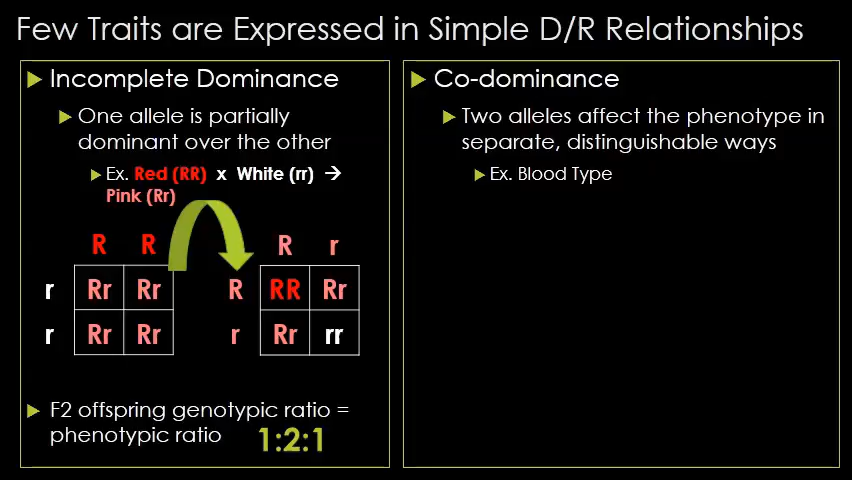 Few Traits are Expressed in Simple D/R Relationships
Incomplete Dominance
One allele is partially
dominant over the other
Ex. Red (RR) x White (rr) →
Pink (Rr)
R R
r Rr Rr
r Rr Rr
R r
R RR Rr
r Rr rr
F2 offspring genotypic ratio =
phenotypic ratio 1:2:1
Co-dominance
Two alleles affect the phenotype in
separate, distinguishable ways
Ex. Blood Type